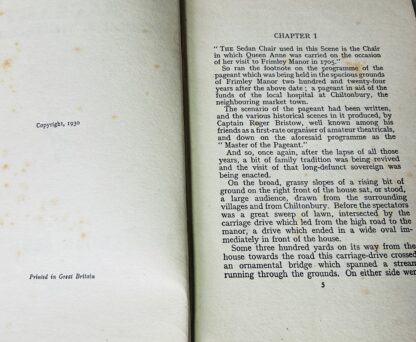 Copyright, 1930
Printed in Great Britain
CHAPTER I
" THE Sedan Chair used in this Scene is the Chair
in which Queen Anne was carried on the occasion
of her visit to Frimley Manor in 1705."
So ran the footnote on the programme of the
pageant which was being held in the spacious grounds
of Frimley Manor two hundred and twenty-four
years after the above date ; a pageant in aid of the
funds of the local hospital at Chiltonbury, the
neighbouring market town.
The scenario of the pageant had been written,
and the various historical scenes in it produced, by
Captain Roger Bristow, well known among his
friends as a first-rate organiser of amateur theatricals,
and down on the aforesaid programme as the
" Master of the Pageant."
And so, once again, after the lapse of all those
years, a bit of family tradition was being revived
and the visit of that long-defunct sovereign was
being enacted.
On the broad, grassy slopes of a rising bit of
ground on the right front of the house sat, or stood,
a large audience, drawn from the surrounding
villages and from Chiltonbury. Before the spectators
was a great sweep of lawn, intersected by the
carriage drive which led from the high road to the
manor, a drive which ended in a wide oval im-
mediately in front of the house.
Some three hundred yards on its way from the
house towards the road this carriage-drive crossed
an ornamental bridge which spanned a stream
running through the grounds. On either side were
5